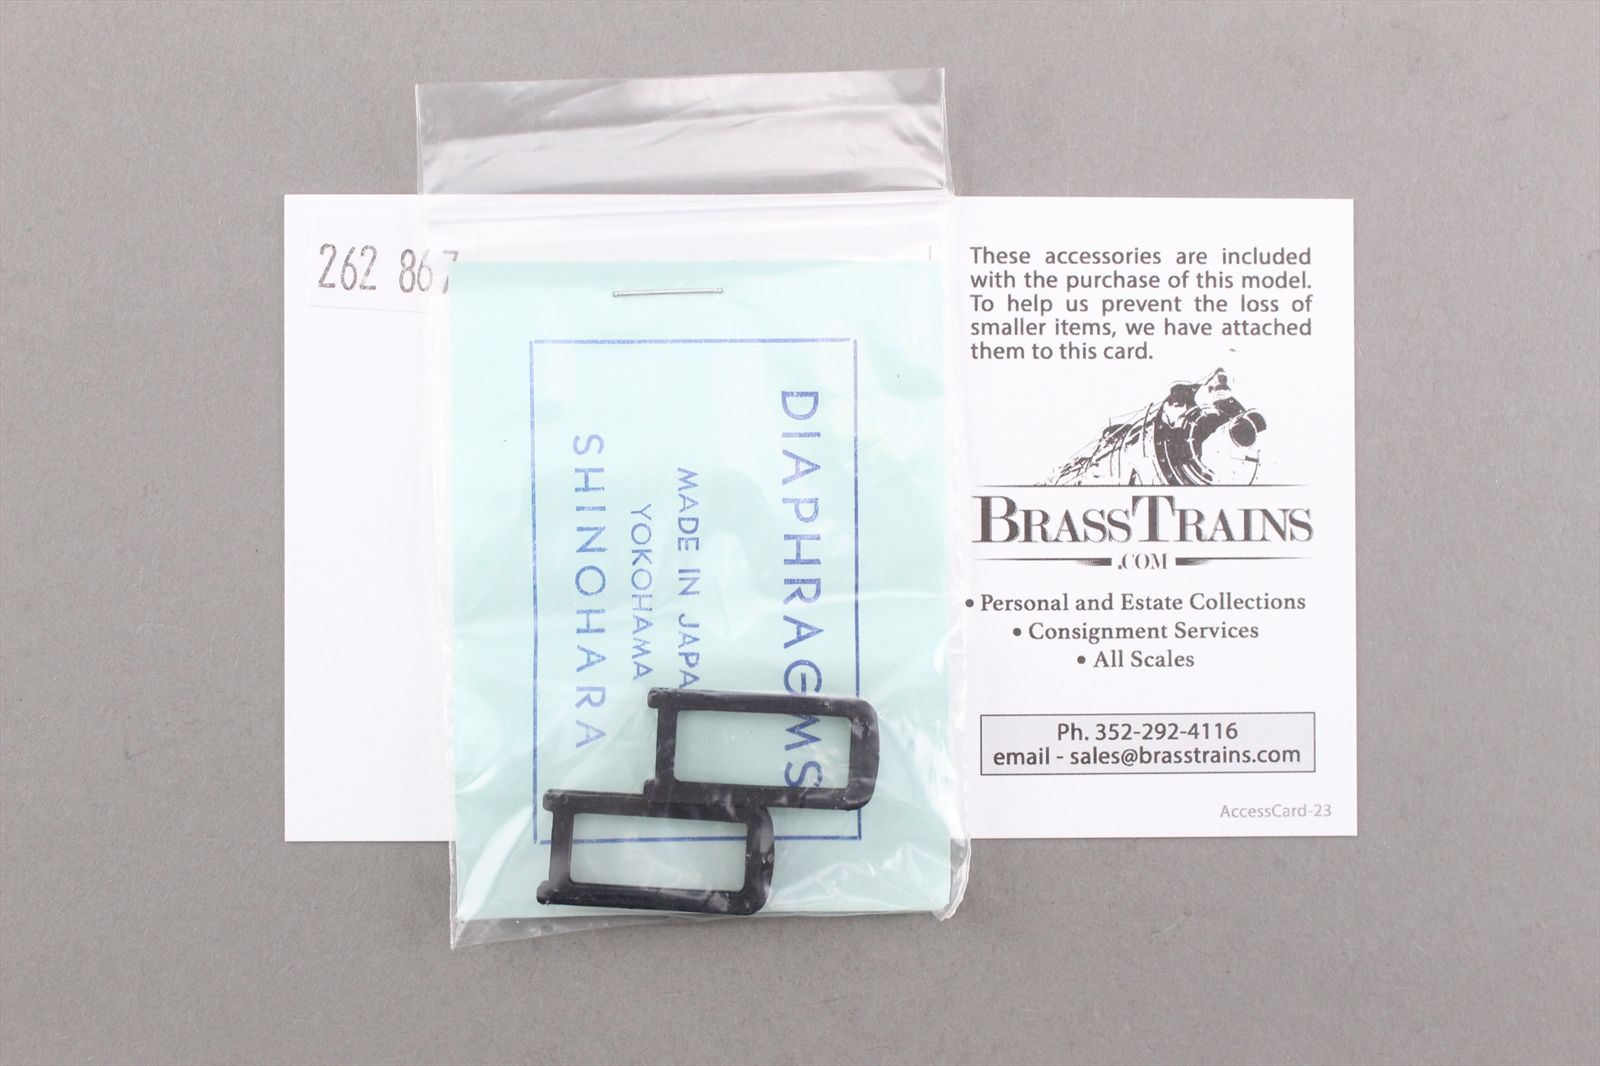 262 867
DIAPHRAGMS
MADE IN JAPA
YOKOHAMA
SHINOHARA
These accessories are included
with the purchase of this model.
To help us prevent the loss of
smaller items, we have attached
them to this card.
BRASSTRAINS
.COM
• Personal and Estate Collections
• Consignment Services
• All Scales
Ph. 352-292-4116
email - sales@brasstrains.com
AccessCard-23